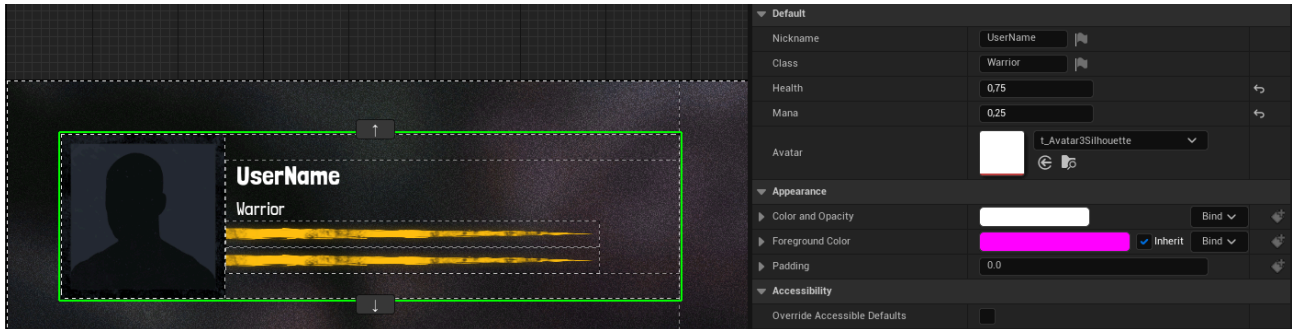 UserName
Warrior
Default
Nickname UserName
Class Warrior
Health 0,75
Mana 0,25
Avatar t_Avatar3Silhouette
Appearance
Color and Opacity Bind
Foreground Color Inherit Bind
Padding 0.0
Accessibility
Override Accessible Defaults